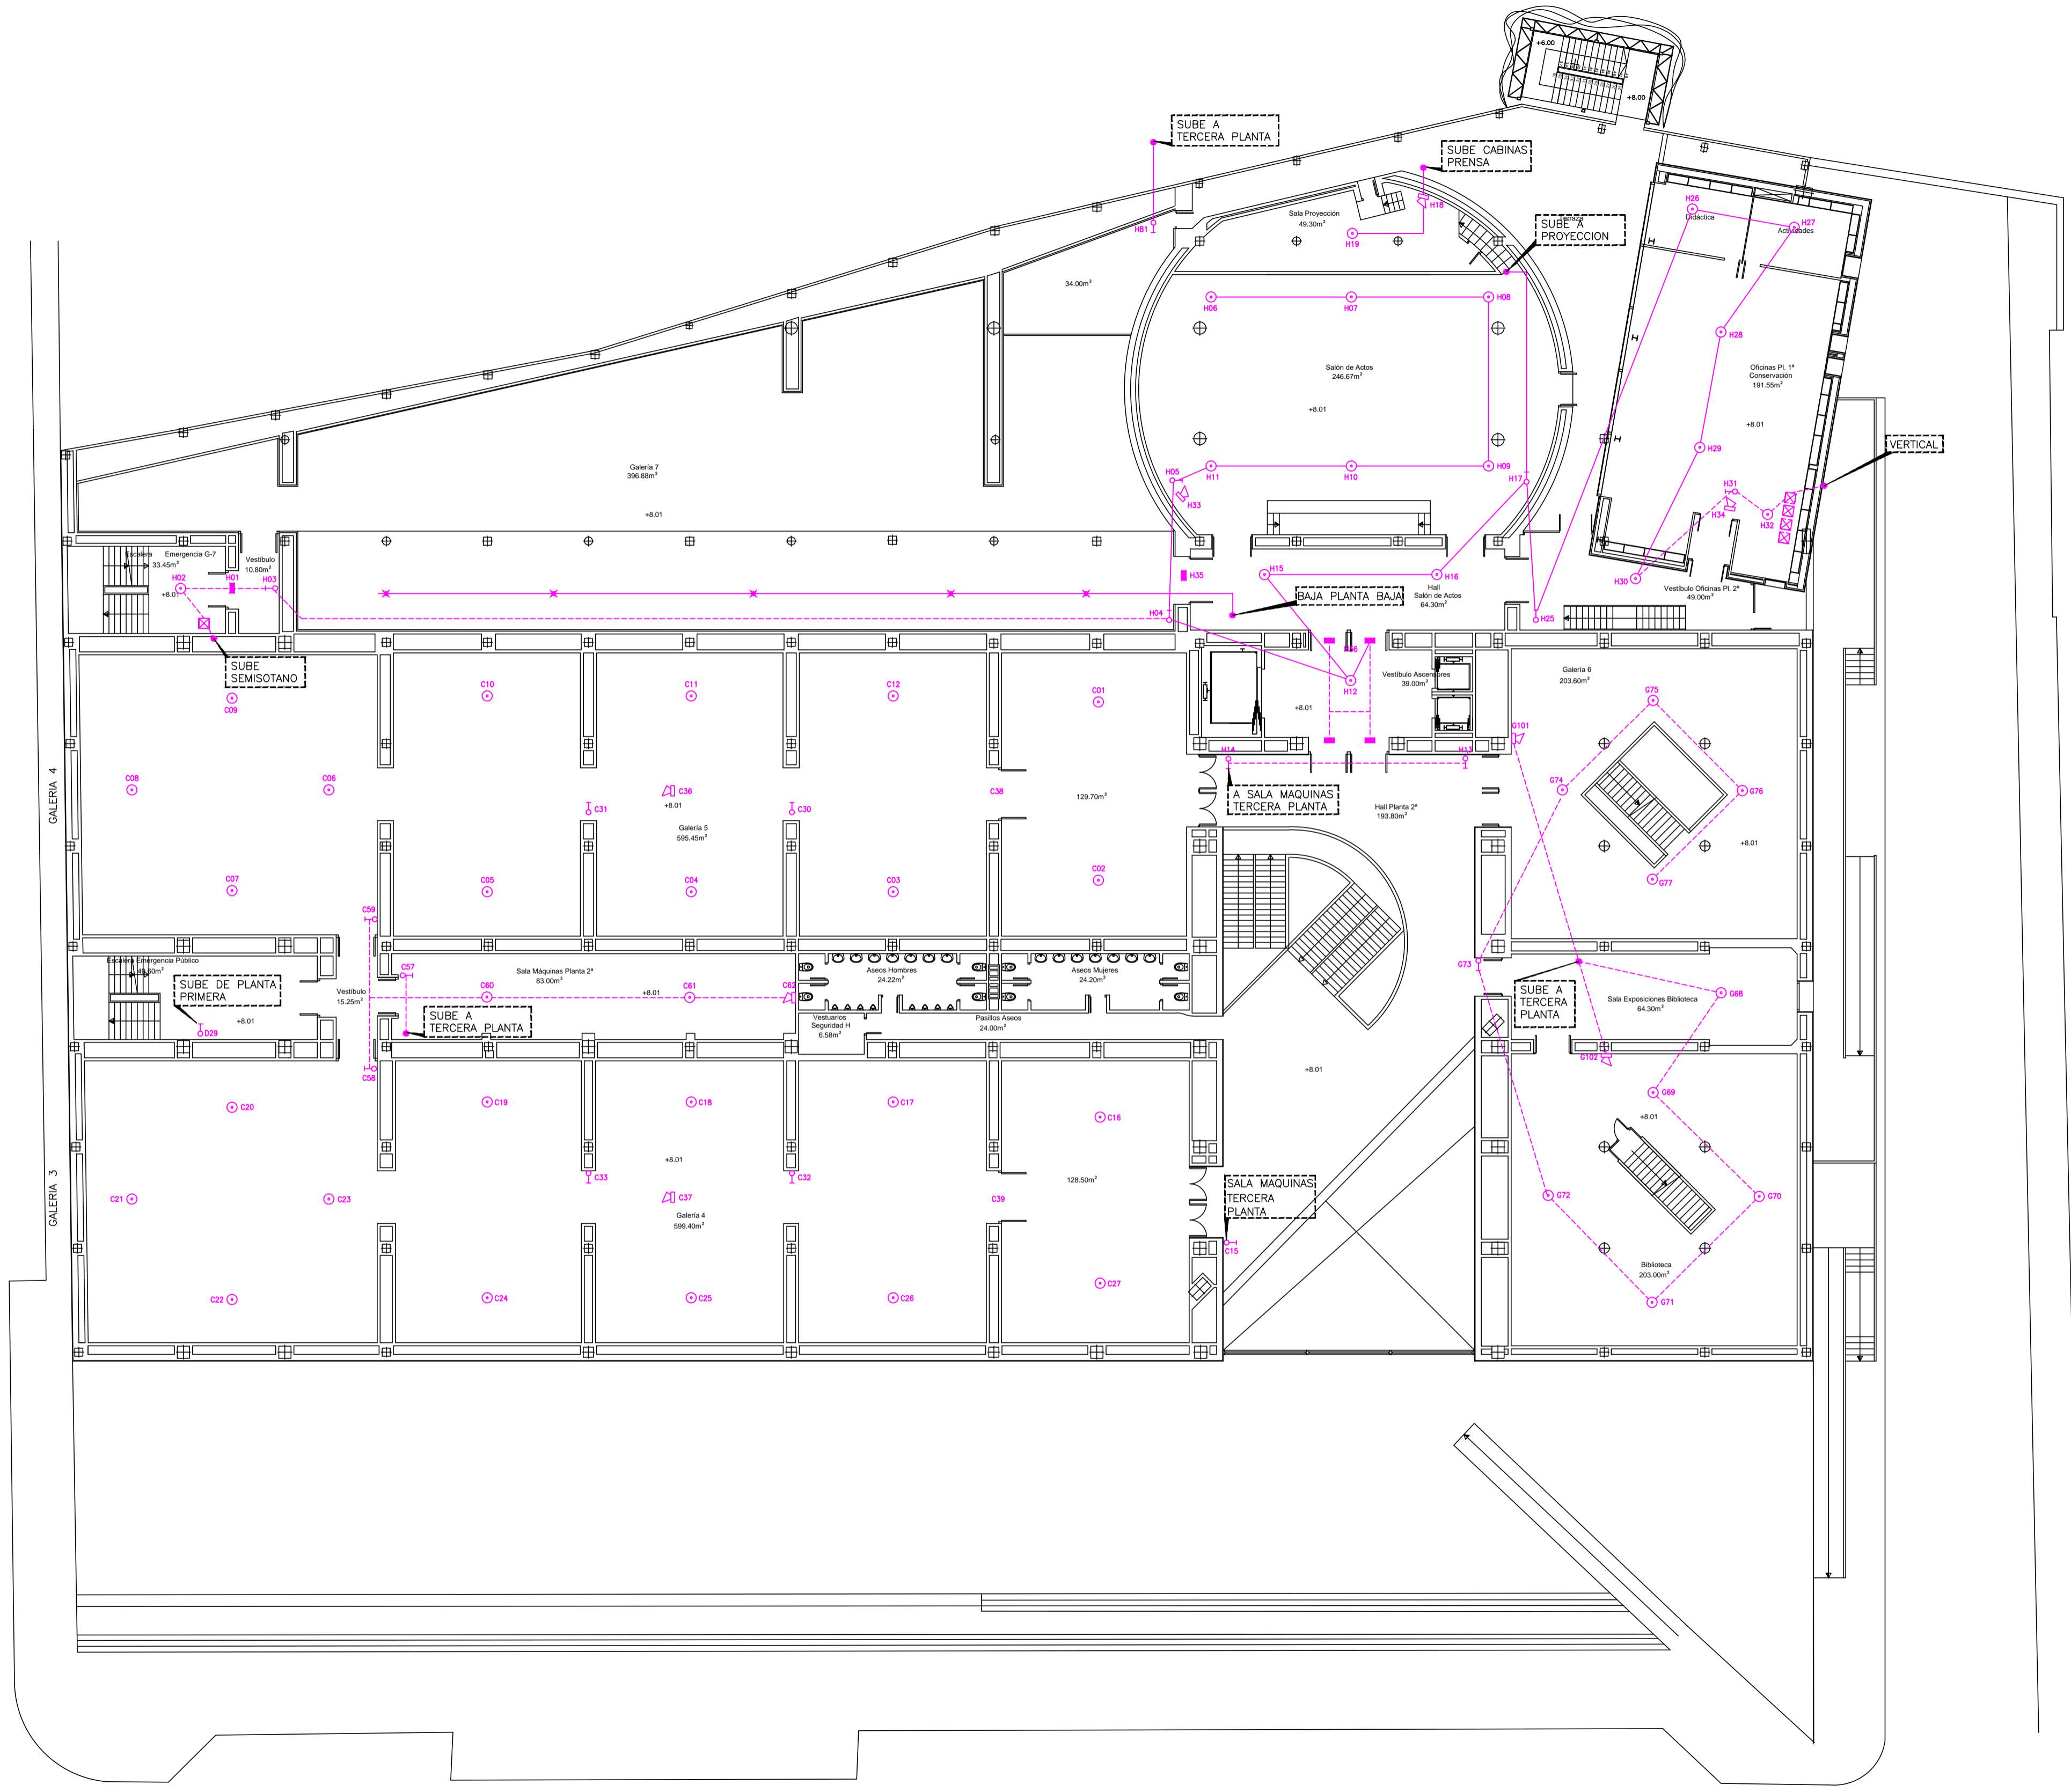 +6.00
+8.00
SUBE A
TERCERA PLANTA
SUBE CABINAS
PRENSA
H18
H26
Didáctica
H27
Actividades
Sala Proyección
49.30m²
H19
H81
Terraza
SUBE A
PROYECCION
34.00m²
H06
H07
H08
H28
Salón de Actos
246.67m²
+8.01
Oficinas Pl. 1ª
Conservación
191.55m²
+8.01
VERTICAL
H29
Galería 7
396.88m²
+8.01
H05
H33
H11
H10
H09
H17
H31
H34
H32
Escalera
Emergencia G-7
33.45m²
Vestíbulo
10.80m²
H02
H01
H03
+8.01
H35
H15
H16
Hall
Salón de Actos
64.30m²
H30
Vestíbulo Oficinas Pl. 2ª
49.00m²
BAJA PLANTA BAJA
H04
H25
SUBE
SEMISOTANO
H12
Vestíbulo Ascensores
39.00m²
+8.01
Galería 6
203.60m²
C09
C10
C11
C12
C01
G75
G101
H14
H13
GALERIA 4
C08
C06
C36
+8.01
C31
C30
C38
129.70m²
Galería 5
595.45m²
A SALA MAQUINAS
TERCERA PLANTA
Hall Planta 2ª
193.80m²
G74
G76
+8.01
C07
C05
C04
C03
C02
G77
C59
Escalera Emergencia Público
SUBE DE PLANTA
PRIMERA
Vestíbulo
15.25m²
+8.01
D29
C57
Sala Máquinas Planta 2ª
83.00m²
+8.01
C60
C61
C62
SUBE A
TERCERA PLANTA
Aseos Hombres
24.22m²
Aseos Mujeres
24.20m²
Vestuarios
Seguridad H
6.58m²
Pasillos Aseos
24.00m²
G73
SUBE A
TERCERA
PLANTA
G68
Sala Exposiciones Biblioteca
64.30m²
G102
C58
+8.01
C20
C19
C18
C17
C16
G69
+8.01
GALERIA 3
C21
C23
+8.01
C33
C37
C32
C39
128.50m²
Galería 4
599.40m²
SALA MAQUINAS
TERCERA
PLANTA
C15
G72
G70
C22
C24
C25
C26
C27
Biblioteca
203.00m²
G71